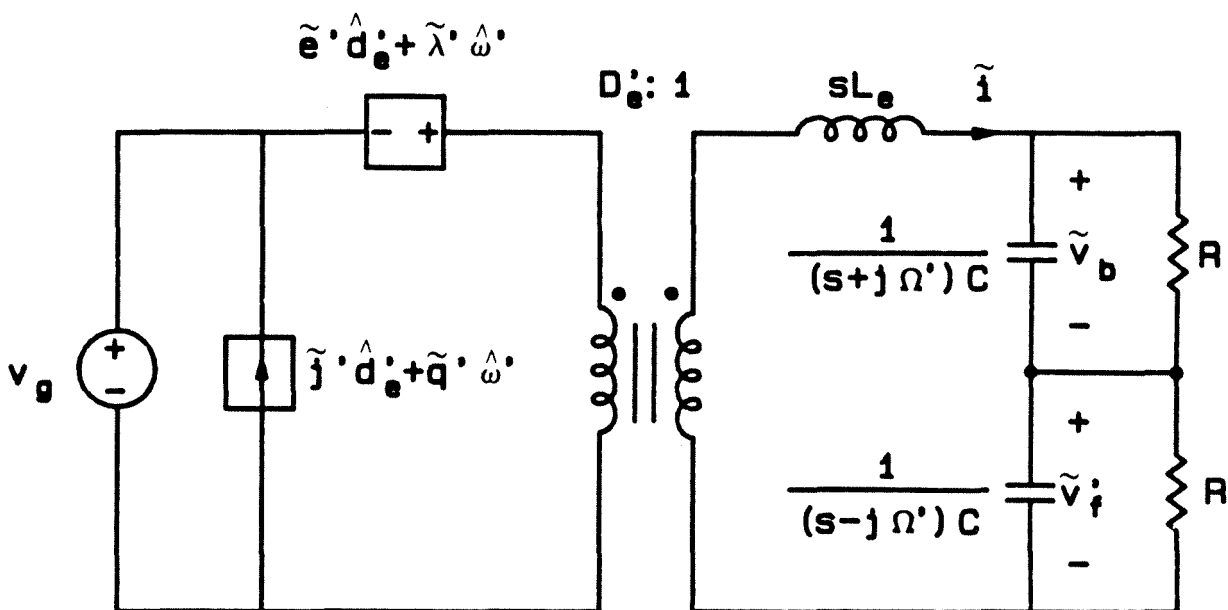 ẽ' d̂'ₑ + λ̃' ω̂'
D'ₑ: 1
sLₑ
ĩ
+
-
- +
1
(s+jΩ')C
ṽ_b
R
+
-
v_g
j̃' d̂'ₑ + q̃' ω̂'
+
-
1
(s-jΩ')C
ṽ'_f
R
+
-